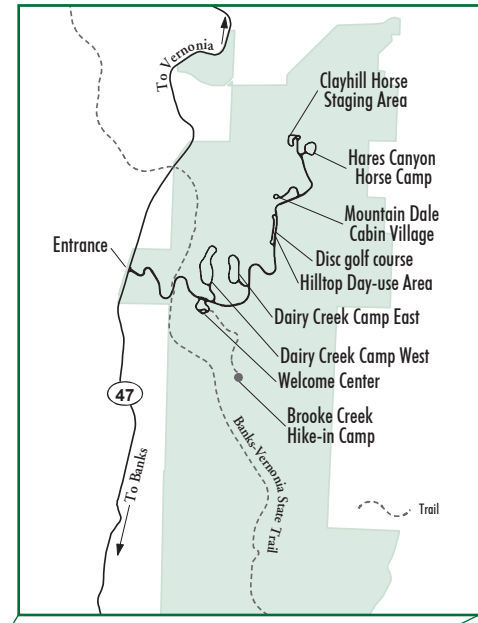 To Vernonia
Clayhill Horse
Staging Area
Hares Canyon
Horse Camp
Mountain Dale
Cabin Village
Entrance
Disc golf course
Hilltop Day-use Area
Dairy Creek Camp East
Dairy Creek Camp West
Welcome Center
47
Brooke Creek
Hike-in Camp
Banks-Vernonia State Trail
To Banks
Trail